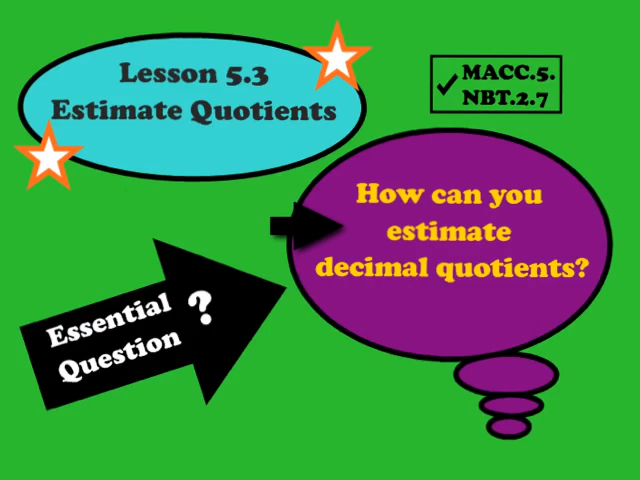 Lesson 5.3
Estimate Quotients
✓ MACC.5.
NBT.2.7
How can you
estimate
decimal quotients?
Essential
Question ?